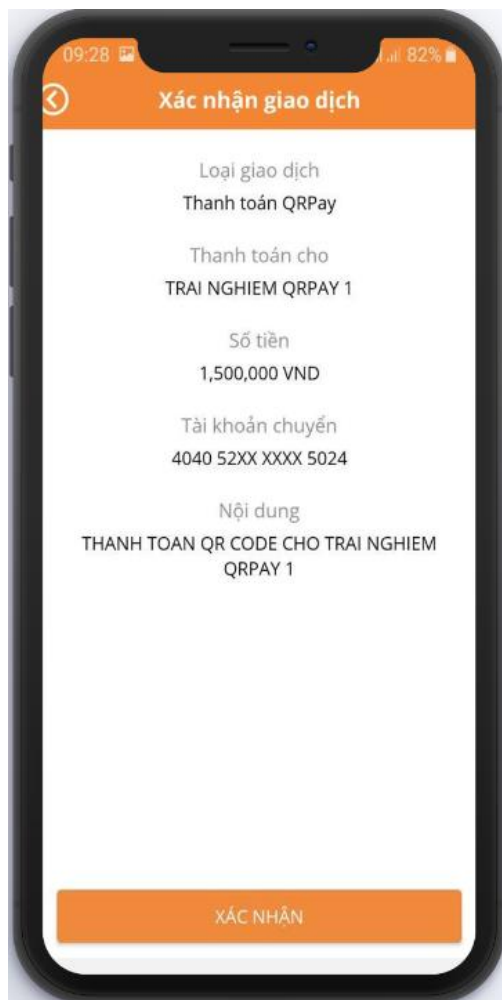 09:28 82%
Xác nhận giao dịch
Loại giao dịch
Thanh toán QRPay
Thanh toán cho
TRAI NGHIEM QRPAY 1
Số tiền
1,500,000 VND
Tài khoản chuyển
4040 52XX XXXX 5024
Nội dung
THANH TOAN QR CODE CHO TRAI NGHIEM
QRPAY 1
XÁC NHẬN